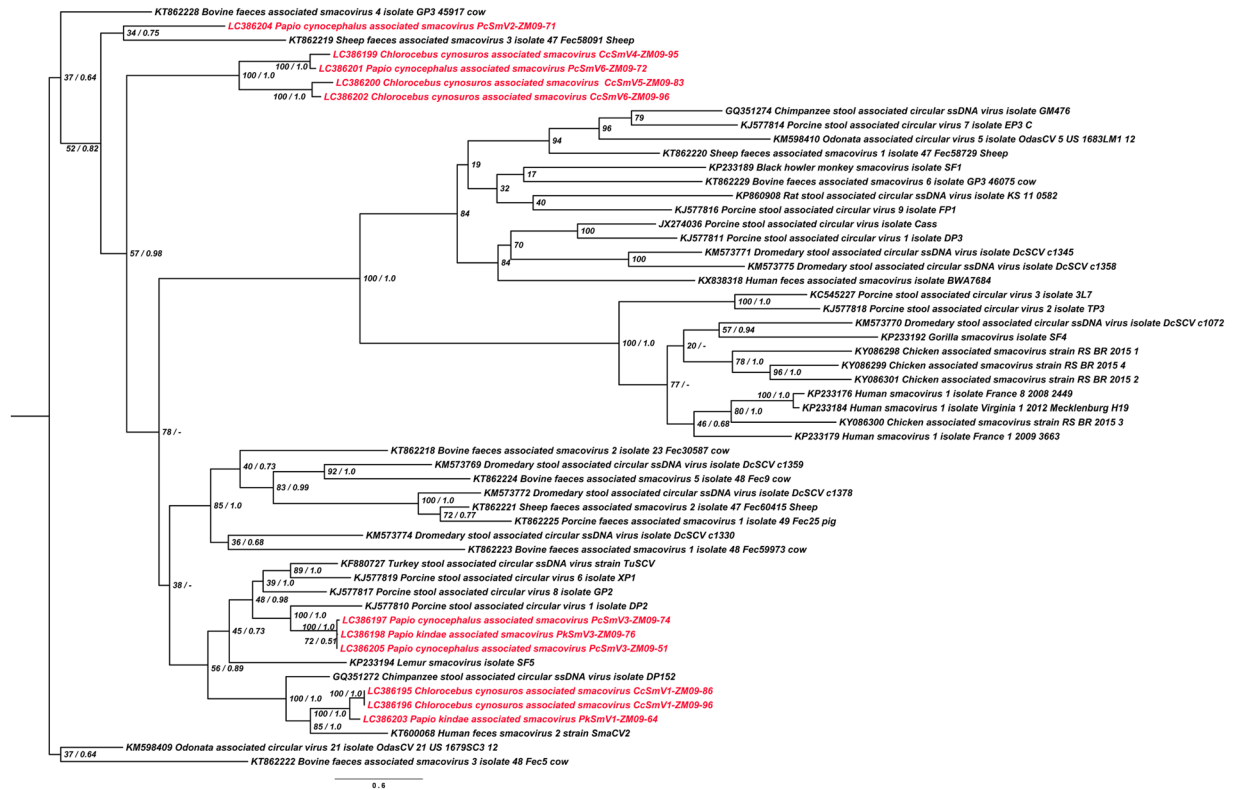 KT862228 Bovine faeces associated smacovirus 4 isolate GP3 45917 cow
LC386204 Papio cynocephalus associated smacovirus PcSmV2-ZM09-71
34 / 0.75
KT862219 Sheep faeces associated smacovirus 3 isolate 47 Fec58091 Sheep
LC386199 Chlorocebus cynosuros associated smacovirus CcSmV4-ZM09-95
100 / 1.0
LC386201 Papio cynocephalus associated smacovirus PcSmV6-ZM09-72
37 / 0.64
100 / 1.0
LC386200 Chlorocebus cynosuros associated smacovirus CcSmV5-ZM09-83
100 / 1.0
LC386202 Chlorocebus cynosuros associated smacovirus CcSmV6-ZM09-96
GQ351274 Chimpanzee stool associated circular ssDNA virus isolate GM476
79
KJ577814 Porcine stool associated circular virus 7 isolate EP3 C
96
KM598410 Odonata associated circular virus 5 isolate OdasCV 5 US 1683LM1 12
94
52 / 0.82
KT862220 Sheep faeces associated smacovirus 1 isolate 47 Fec58729 Sheep
19
KP233189 Black howler monkey smacovirus isolate SF1
17
KT862229 Bovine faeces associated smacovirus 6 isolate GP3 46075 cow
32
KP860908 Rat stool associated circular ssDNA virus isolate KS 11 0582
40
KJ577816 Porcine stool associated circular virus 9 isolate FP1
84
JX274036 Porcine stool associated circular virus isolate Cass
100
KJ577811 Porcine stool associated circular virus 1 isolate DP3
70
57 / 0.98
KM573771 Dromedary stool associated circular ssDNA virus isolate DcSCV c1345
84
100
KM573775 Dromedary stool associated circular ssDNA virus isolate DcSCV c1358
100 / 1.0
KX838318 Human feces associated smacovirus isolate BWA7684
KC545227 Porcine stool associated circular virus 3 isolate 3L7
100 / 1.0
KJ577818 Porcine stool associated circular virus 2 isolate TP3
KM573770 Dromedary stool associated circular ssDNA virus isolate DcSCV c1072
57 / 0.94
KP233192 Gorilla smacovirus isolate SF4
100 / 1.0
20 / -
KY086298 Chicken associated smacovirus strain RS BR 2015 1
78 / 1.0
KY086299 Chicken associated smacovirus strain RS BR 2015 4
96 / 1.0
KY086301 Chicken associated smacovirus strain RS BR 2015 2
77 / -
KP233176 Human smacovirus 1 isolate France 8 2008 2449
100 / 1.0
KP233184 Human smacovirus 1 isolate Virginia 1 2012 Mecklenburg H19
80 / 1.0
KY086300 Chicken associated smacovirus strain RS BR 2015 3
46 / 0.68
78 / -
KP233179 Human smacovirus 1 isolate France 1 2009 3663
KT862218 Bovine faeces associated smacovirus 2 isolate 23 Fec30587 cow
40 / 0.73
KM573769 Dromedary stool associated circular ssDNA virus isolate DcSCV c1359
92 / 1.0
KT862224 Bovine faeces associated smacovirus 5 isolate 48 Fec9 cow
83 / 0.99
KM573772 Dromedary stool associated circular ssDNA virus isolate DcSCV c1378
100 / 1.0
85 / 1.0
KT862221 Sheep faeces associated smacovirus 2 isolate 47 Fec60415 Sheep
72 / 0.77
KT862225 Porcine faeces associated smacovirus 1 isolate 49 Fec25 pig
KM573774 Dromedary stool associated circular ssDNA virus isolate DcSCV c1330
36 / 0.68
KT862223 Bovine faeces associated smacovirus 1 isolate 48 Fec59973 cow
KF880727 Turkey stool associated circular ssDNA virus strain TuSCV
89 / 1.0
KJ577819 Porcine stool associated circular virus 6 isolate XP1
39 / 1.0
38 / -
KJ577817 Porcine stool associated circular virus 8 isolate GP2
48 / 0.98
KJ577810 Porcine stool associated circular virus 1 isolate DP2
100 / 1.0
LC386197 Papio cynocephalus associated smacovirus PcSmV3-ZM09-74
100 / 1.0
45 / 0.73
LC386198 Papio kindae associated smacovirus PkSmV3-ZM09-76
72 / 0.51
LC386205 Papio cynocephalus associated smacovirus PcSmV3-ZM09-51
KP233194 Lemur smacovirus isolate SF5
56 / 0.89
GQ351272 Chimpanzee stool associated circular ssDNA virus isolate DP152
LC386195 Chlorocebus cynosuros associated smacovirus CcSmV1-ZM09-86
100 / 1.0
100 / 1.0
LC386196 Chlorocebus cynosuros associated smacovirus CcSmV1-ZM09-96
100 / 1.0
LC386203 Papio kindae associated smacovirus PkSmV1-ZM09-64
85 / 1.0
KT600068 Human feces smacovirus 2 strain SmaCV2
KM598409 Odonata associated circular virus 21 isolate OdasCV 21 US 1679SC3 12
37 / 0.64
KT862222 Bovine faeces associated smacovirus 3 isolate 48 Fec5 cow
0.6